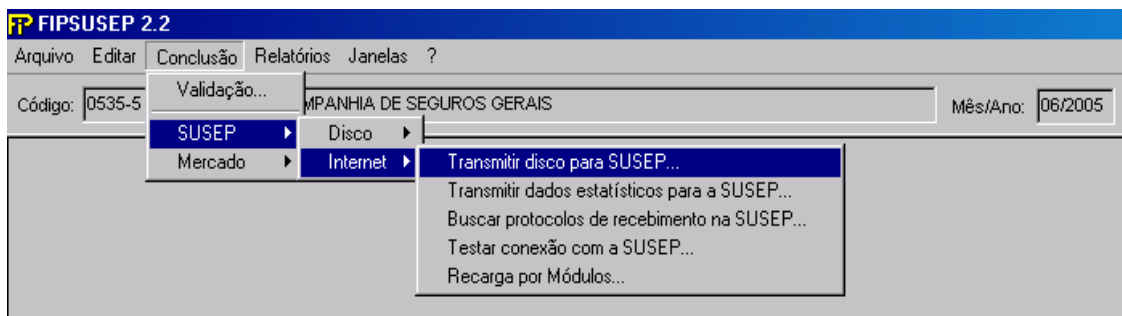 FIPSUSEP 2.2
Arquivo Editar Conclusão Relatórios Janelas ?
Código: 0535-5 MPANHIA DE SEGUROS GERAIS Mês/Ano: 06/2005
Validação...
SUSEP
Mercado
Disco
Internet
Transmitir disco para SUSEP...
Transmitir dados estatísticos para a SUSEP...
Buscar protocolos de recebimento na SUSEP...
Testar conexão com a SUSEP...
Recarga por Módulos...